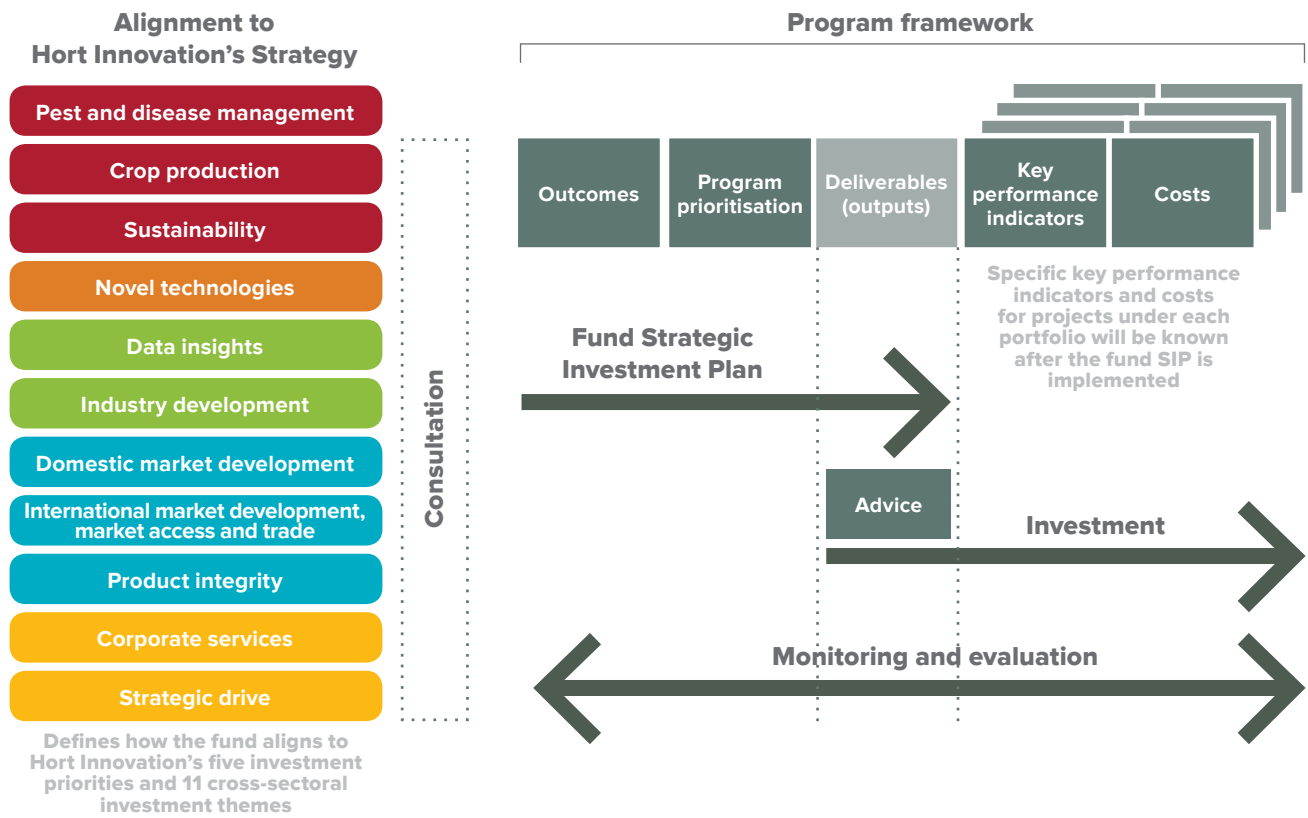 Alignment to
Hort Innovation's Strategy
Pest and disease management
Crop production
Sustainability
Novel technologies
Data insights
Industry development
Domestic market development
International market development,
market access and trade
Product integrity
Corporate services
Strategic drive
Defines how the fund aligns to
Hort Innovation's five investment
priorities and 11 cross-sectoral
investment themes
Consultation
Program framework
Outcomes
Program
prioritisation
Deliverables
(outputs)
Key
performance
indicators
Costs
Specific key performance
indicators and costs
for projects under each
portfolio will be known
after the fund SIP is
implemented
Fund Strategic
Investment Plan
Advice
Investment
Monitoring and evaluation